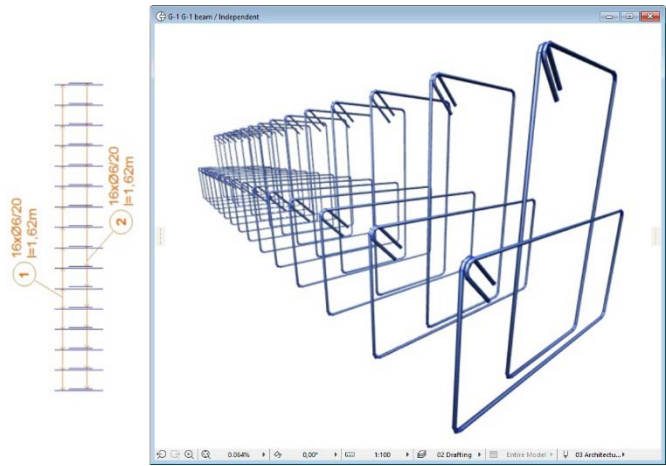 G-1 G-1 beam / Independent
1
16xØ6/20
l=1,62m
2
16xØ6/20
l=1,62m
0.064%
0,00°
1:100
02 Drafting
Entire Model
03 Architectu...